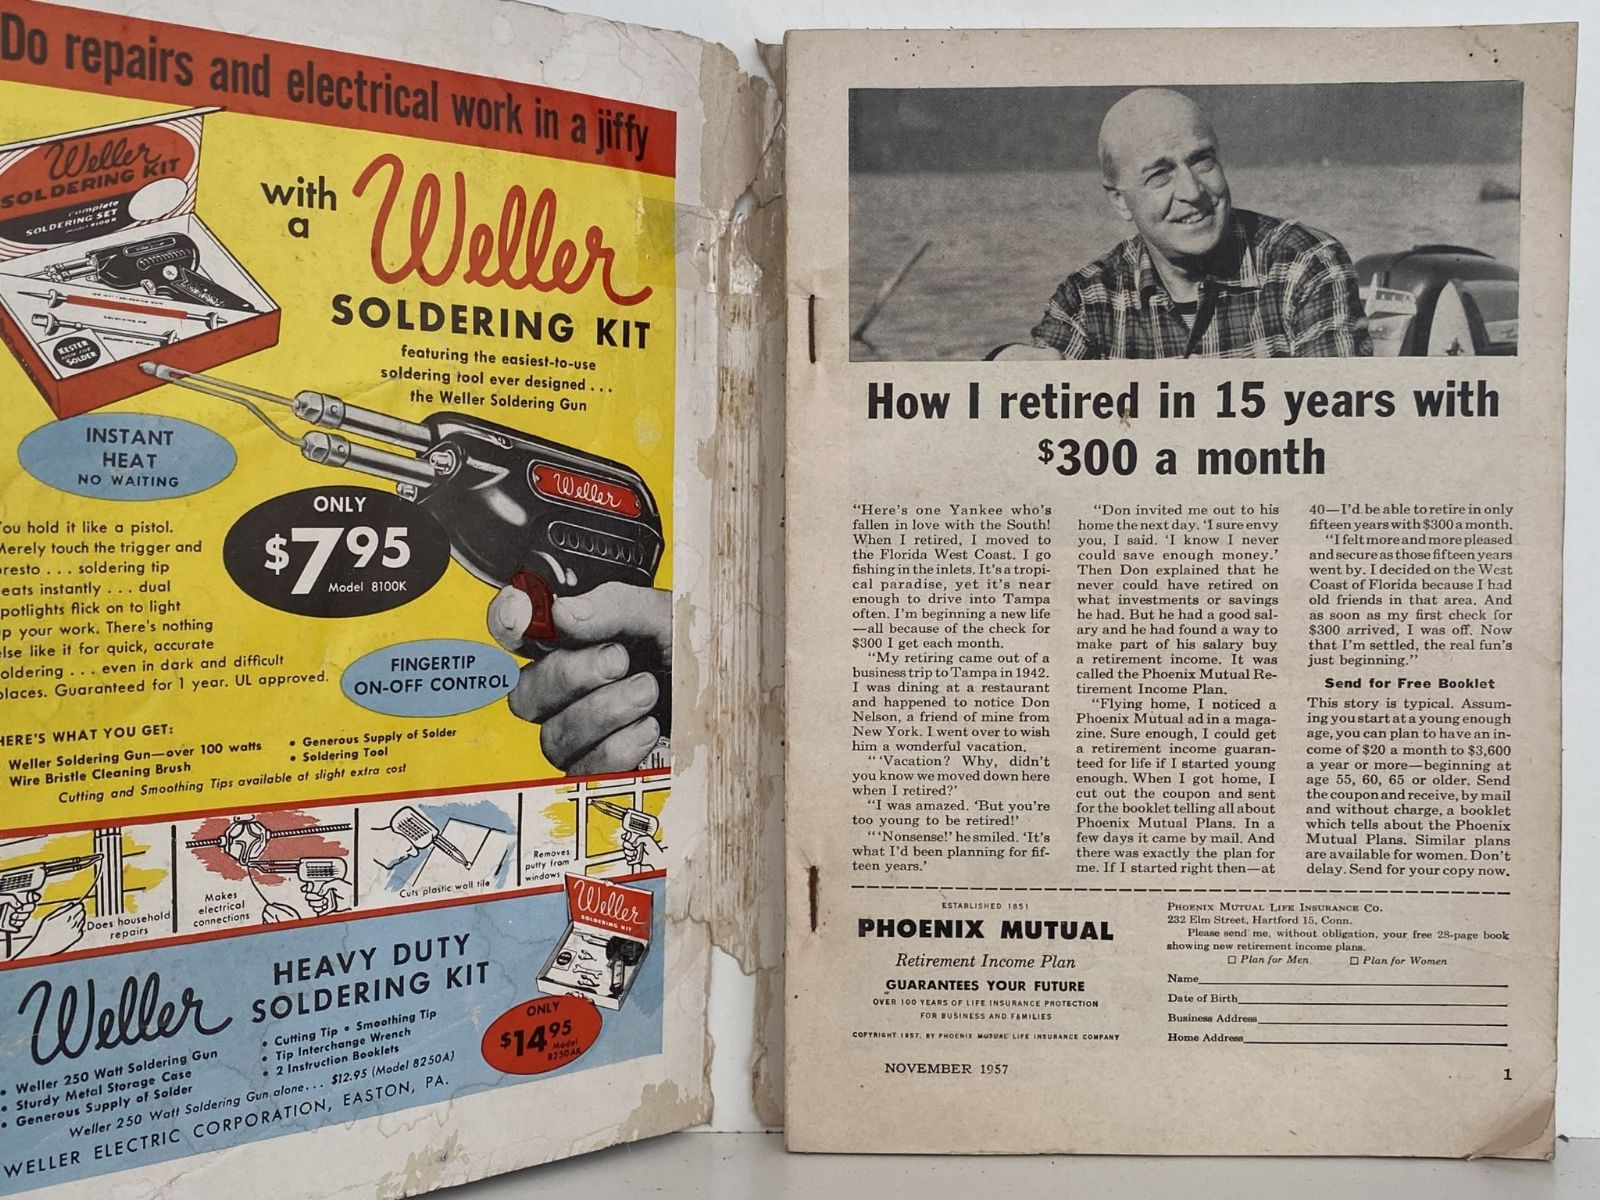 Do repairs and electrical work in a jiffy
with
a
Weller
SOLDERING KIT
featuring the easiest-to-use
soldering tool ever designed . . .
the Weller Soldering Gun
Weller
SOLDERING KIT
Complete
SOLDERING SET
KESTER
SOLDER
INSTANT
HEAT
NO WAITING
ONLY
$7 95
Model 8100K
Weller
FINGERTIP
ON-OFF CONTROL
ou hold it like a pistol.
Merely touch the trigger and
resto . . . soldering tip
eats instantly . . . dual
potlights flick on to light
p your work. There's nothing
else like it for quick, accurate
oldering . . . even in dark and difficult
laces. Guaranteed for 1 year. UL approved.
HERE'S WHAT YOU GET:
Weller Soldering Gun—over 100 watts
Wire Bristle Cleaning Brush
• Generous Supply of Solder
• Soldering Tool
Cutting and Smoothing Tips available at slight extra cost
Does household
repairs
Makes
electrical
connections
Cuts plastic wall tile
Removes
putty from
windows
Weller
HEAVY DUTY
SOLDERING KIT
Weller
SOLDERING KIT
ONLY
$14 95
Model
8250AK
• Weller 250 Watt Soldering Gun
• Sturdy Metal Storage Case
• Generous Supply of Solder
• Cutting Tip • Smoothing Tip
• Tip Interchange Wrench
• 2 Instruction Booklets
Weller 250 Watt Soldering Gun alone... $12.95 (Model 8250A)
WELLER ELECTRIC CORPORATION, EASTON, PA.
How I retired in 15 years with
$300 a month
"Here's one Yankee who's
fallen in love with the South!
When I retired, I moved to
the Florida West Coast. I go
fishing in the inlets. It's a tropi-
cal paradise, yet it's near
enough to drive into Tampa
often. I'm beginning a new life
—all because of the check for
$300 I get each month.
"My retiring came out of a
business trip to Tampa in 1942.
I was dining at a restaurant
and happened to notice Don
Nelson, a friend of mine from
New York. I went over to wish
him a wonderful vacation.
"'Vacation? Why, didn't
you know we moved down here
when I retired?'
"I was amazed. 'But you're
too young to be retired!'
"'Nonsense!' he smiled. 'It's
what I'd been planning for fif-
teen years.'
"Don invited me out to his
home the next day. 'I sure envy
you, I said. 'I know I never
could save enough money.'
Then Don explained that he
never could have retired on
what investments or savings
he had. But he had a good sal-
ary and he had found a way to
make part of his salary buy
a retirement income. It was
called the Phoenix Mutual Re-
tirement Income Plan.
"Flying home, I noticed a
Phoenix Mutual ad in a maga-
zine. Sure enough, I could get
a retirement income guaran-
teed for life if I started young
enough. When I got home, I
cut out the coupon and sent
for the booklet telling all about
Phoenix Mutual Plans. In a
few days it came by mail. And
there was exactly the plan for
me. If I started right then—at
40—I'd be able to retire in only
fifteen years with $300 a month.
"I felt more and more pleased
and secure as those fifteen years
went by. I decided on the West
Coast of Florida because I had
old friends in that area. And
as soon as my first check for
$300 arrived, I was off. Now
that I'm settled, the real fun's
just beginning."
Send for Free Booklet
This story is typical. Assum-
ing you start at a young enough
age, you can plan to have an in-
come of $20 a month to $3,600
a year or more—beginning at
age 55, 60, 65 or older. Send
the coupon and receive, by mail
and without charge, a booklet
which tells about the Phoenix
Mutual Plans. Similar plans
are available for women. Don't
delay. Send for your copy now.
ESTABLISHED 1851
PHOENIX MUTUAL
Retirement Income Plan
GUARANTEES YOUR FUTURE
OVER 100 YEARS OF LIFE INSURANCE PROTECTION
FOR BUSINESS AND FAMILIES
COPYRIGHT 1957, BY PHOENIX MUTUAL LIFE INSURANCE COMPANY
PHOENIX MUTUAL LIFE INSURANCE CO.
232 Elm Street, Hartford 15, Conn.
Please send me, without obligation, your free 28-page book
showing new retirement income plans.
☐ Plan for Men ☐ Plan for Women
Name
Date of Birth
Business Address
Home Address
NOVEMBER 1957
1